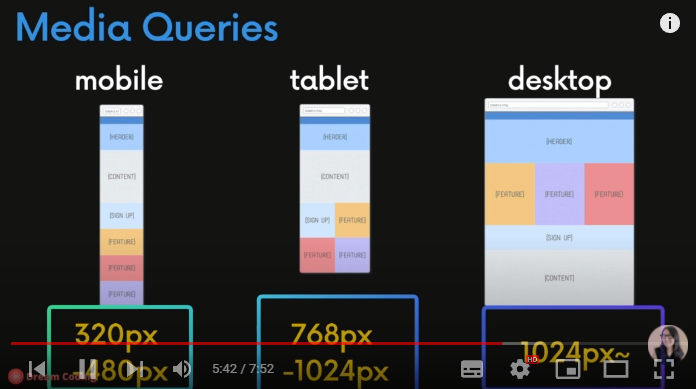 Media Queries
mobile
tablet
desktop
[HEADER]
[CONTENT]
[SIGN UP]
[FEATURE]
[FEATURE]
[FEATURE]
[HEADER]
[CONTENT]
[SIGN UP] [FEATURE]
[FEATURE] [FEATURE]
[HEADER]
[FEATURE] [FEATURE] [FEATURE]
[SIGN UP]
[CONTENT]
320px
480px
768px
-1024px
1024px~
Dream Coding
5:42 / 7:52
HD